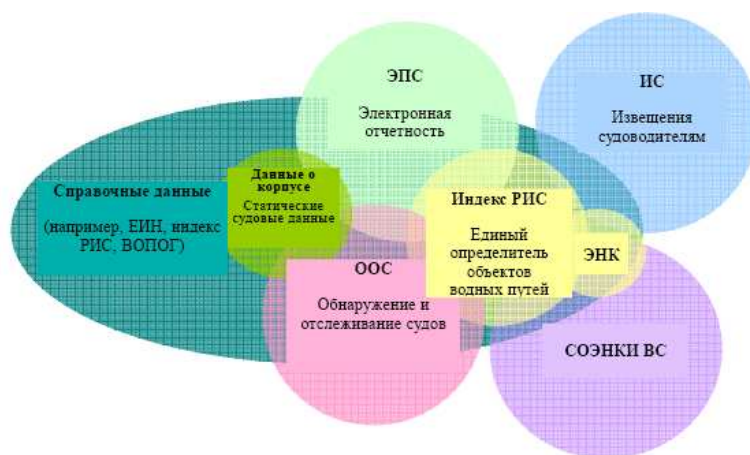 ЭПС
Электронная
отчетность
ИС
Извещения
судоводителям
Справочные данные
(например, ЕИН, индекс
РИС, ВОПОГ)
Данные о
корпусе
Статические
судовые данные
Индекс РИС
Единый
определитель
объектов
водных путей
ЭНК
ООС
Обнаружение и
отслеживание судов
СОЭНКИ ВС